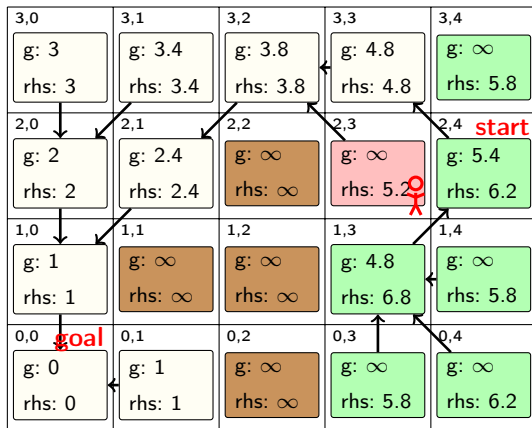 3,0 3,1 3,2 3,3 3,4
g: 3 g: 3.4 g: 3.8 g: 4.8 g: ∞
rhs: 3 rhs: 3.4 rhs: 3.8 rhs: 4.8 rhs: 5.8
2,0 2,1 2,2 2,3 2,4 start
g: 2 g: 2.4 g: ∞ g: ∞ g: 5.4
rhs: 2 rhs: 2.4 rhs: ∞ rhs: 5.2 rhs: 6.2
1,0 1,1 1,2 1,3 1,4
g: 1 g: ∞ g: ∞ g: 4.8 g: ∞
rhs: 1 rhs: ∞ rhs: ∞ rhs: 6.8 rhs: 5.8
0,0 goal 0,1 0,2 0,3 0,4
g: 0 g: 1 g: ∞ g: ∞ g: ∞
rhs: 0 rhs: 1 rhs: ∞ rhs: 5.8 rhs: 6.2